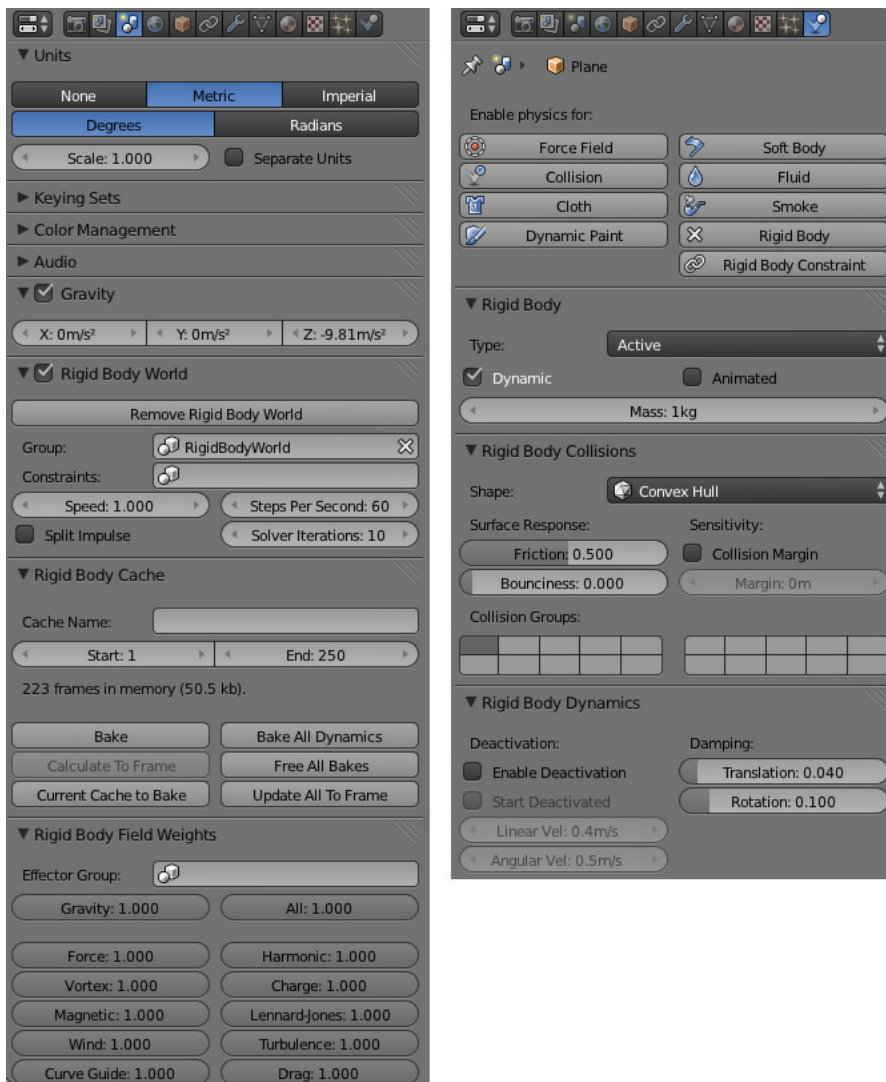 Units
None Metric Imperial
Degrees Radians
Scale: 1.000 Separate Units
Keying Sets
Color Management
Audio
Gravity
X: 0m/s² Y: 0m/s² Z: -9.81m/s²
Rigid Body World
Remove Rigid Body World
Group: RigidBodyWorld
Constraints:
Speed: 1.000 Steps Per Second: 60
Split Impulse Solver Iterations: 10
Rigid Body Cache
Cache Name:
Start: 1 End: 250
223 frames in memory (50.5 kb).
Bake Bake All Dynamics
Calculate To Frame Free All Bakes
Current Cache to Bake Update All To Frame
Rigid Body Field Weights
Effector Group:
Gravity: 1.000 All: 1.000
Force: 1.000 Harmonic: 1.000
Vortex: 1.000 Charge: 1.000
Magnetic: 1.000 Lennard-Jones: 1.000
Wind: 1.000 Turbulence: 1.000
Curve Guide: 1.000 Drag: 1.000
Plane
Enable physics for:
Force Field Soft Body
Collision Fluid
Cloth Smoke
Dynamic Paint Rigid Body
Rigid Body Constraint
Rigid Body
Type: Active
Dynamic Animated
Mass: 1kg
Rigid Body Collisions
Shape: Convex Hull
Surface Response: Sensitivity:
Friction: 0.500 Collision Margin
Bounciness: 0.000 Margin: 0m
Collision Groups:
Rigid Body Dynamics
Deactivation: Damping:
Enable Deactivation Translation: 0.040
Start Deactivated Rotation: 0.100
Linear Vel: 0.4m/s
Angular Vel: 0.5m/s